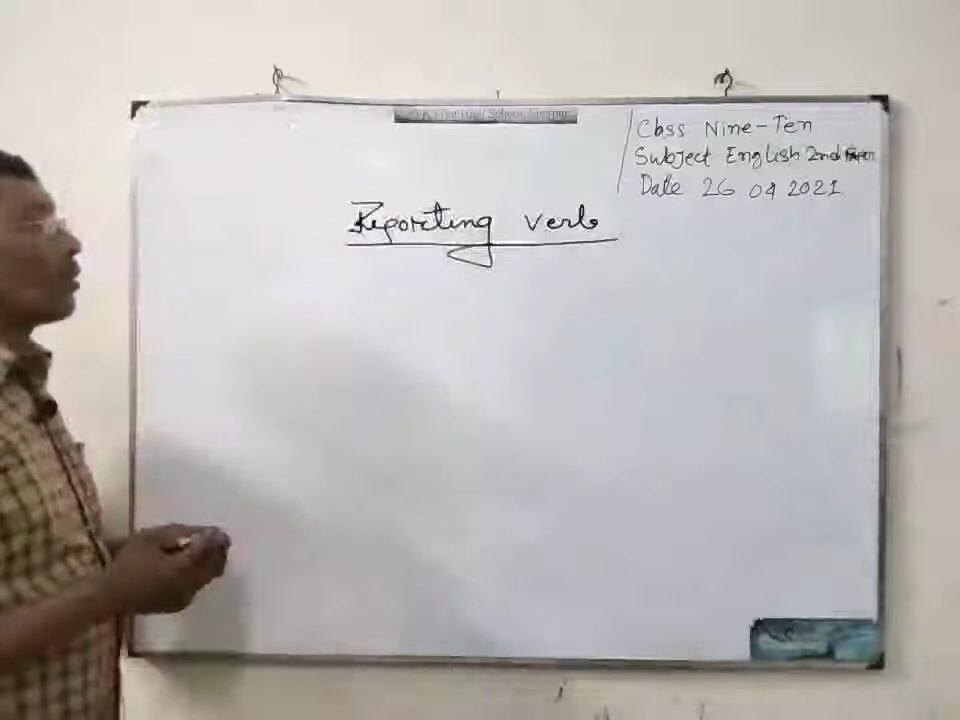 Class Nine-Ten
Subject English 2nd Paper
Date 26 04 2021
Reporting verb